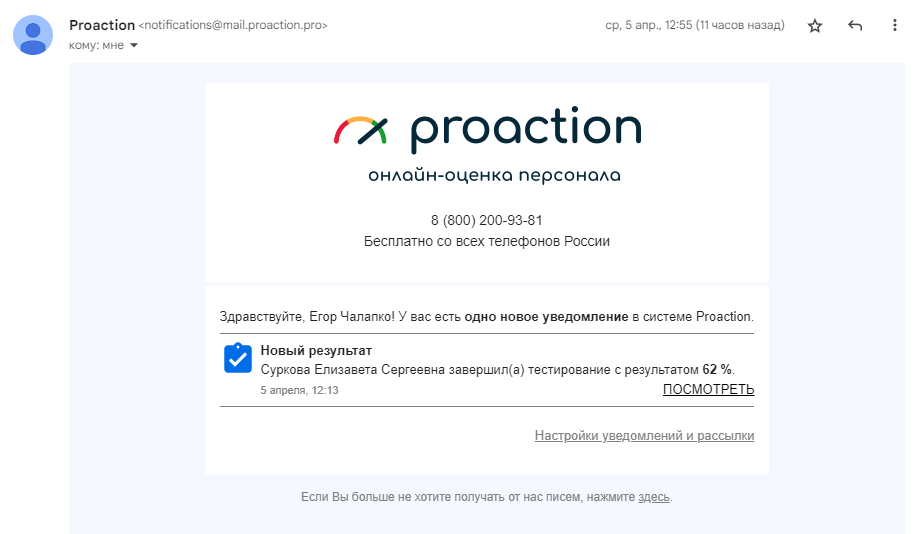 Proaction <notifications@mail.proaction.pro>
ср, 5 апр., 12:55 (11 часов назад)
кому: мне
proaction
онлайн-оценка персонала
8 (800) 200-93-81
Бесплатно со всех телефонов России
Здравствуйте, Егор Чалапко! У вас есть одно новое уведомление в системе Proaction.
Новый результат
Суркова Елизавета Сергеевна завершил(а) тестирование с результатом 62 %.
5 апреля, 12:13
ПОСМОТРЕТЬ
Настройки уведомлений и рассылки
Если Вы больше не хотите получать от нас писем, нажмите здесь.